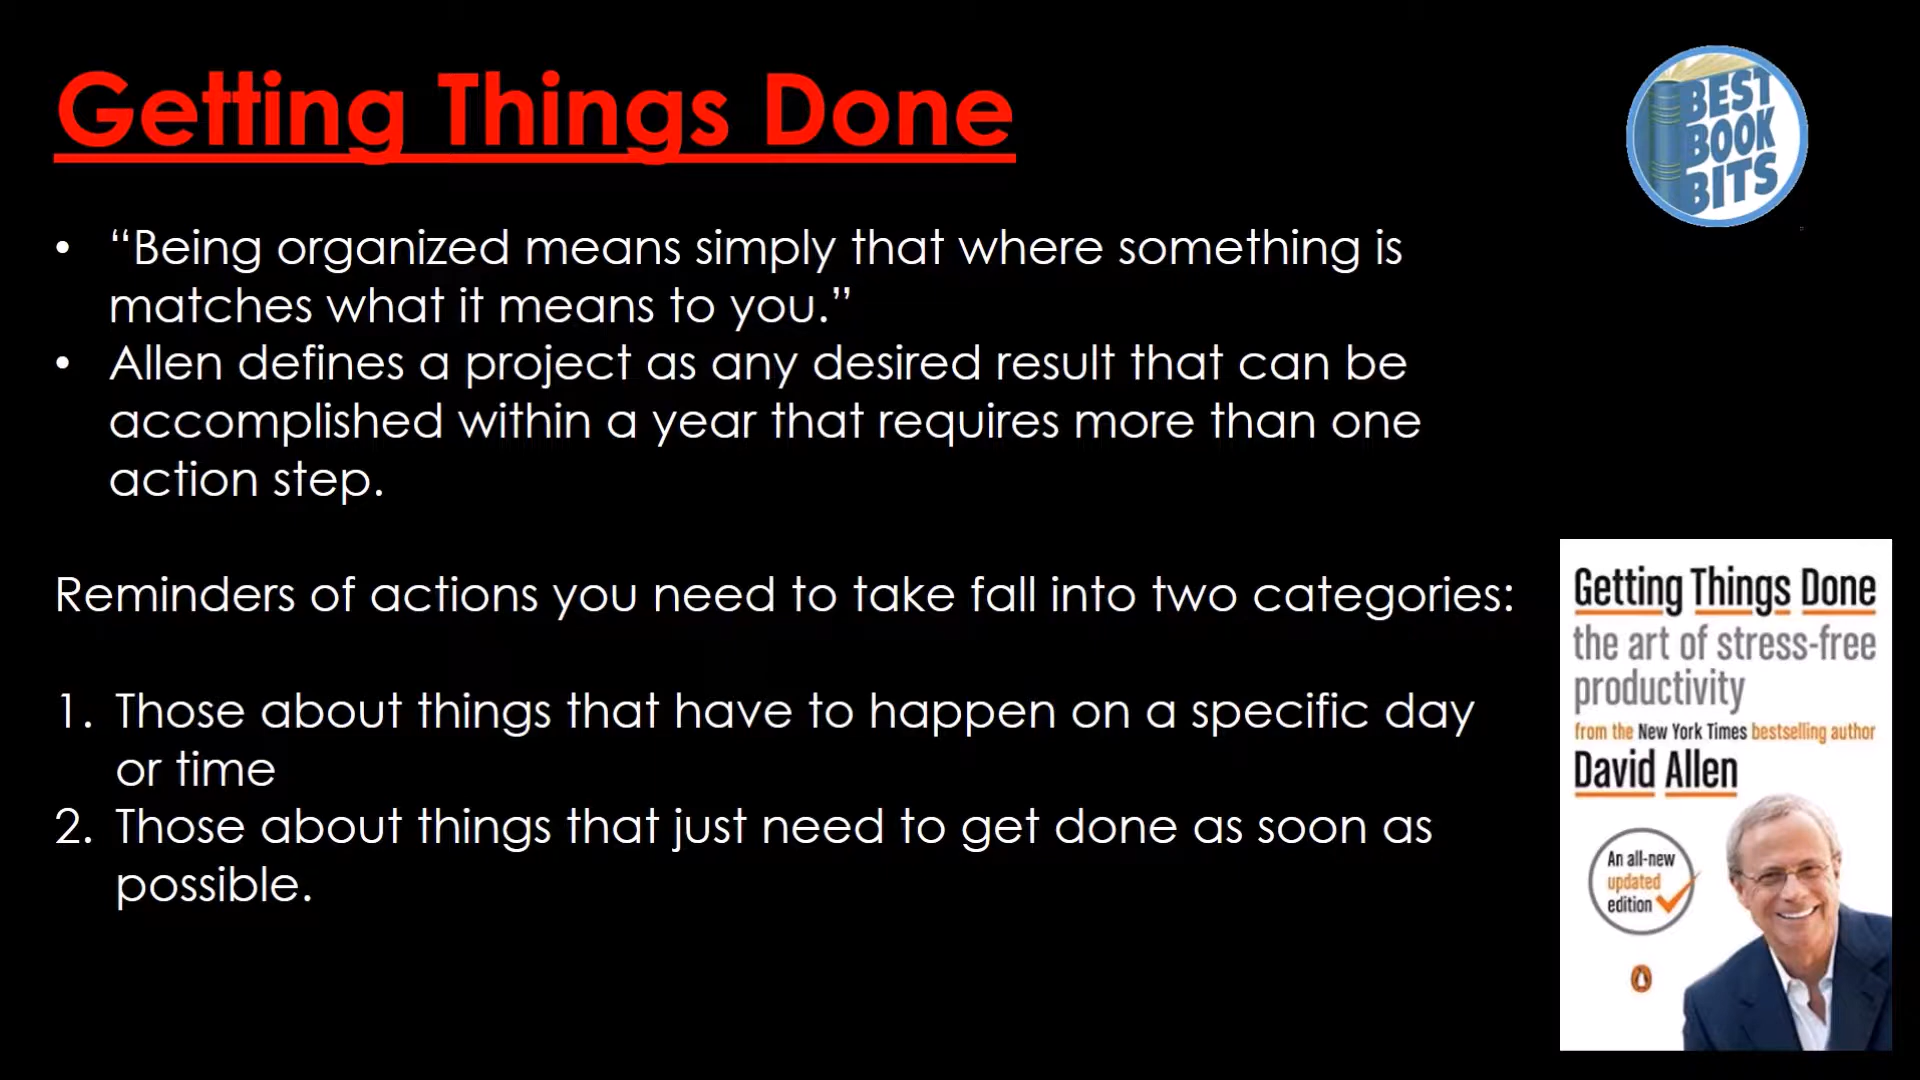 Getting Things Done
BEST
BOOK
BITS
• “Being organized means simply that where something is
matches what it means to you.”
• Allen defines a project as any desired result that can be
accomplished within a year that requires more than one
action step.
Reminders of actions you need to take fall into two categories:
1. Those about things that have to happen on a specific day
or time
2. Those about things that just need to get done as soon as
possible.
Getting Things Done
the art of stress-free
productivity
from the New York Times bestselling author
David Allen
An all-new
updated
edition